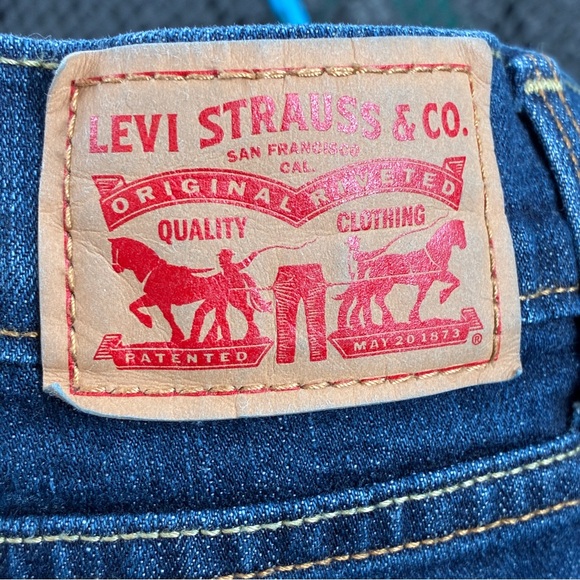 LEVI STRAUSS & CO.
SAN FRANCISCO
CAL.
ORIGINAL RIVETED
QUALITY CLOTHING
PATENTED MAY 20 1873 ®